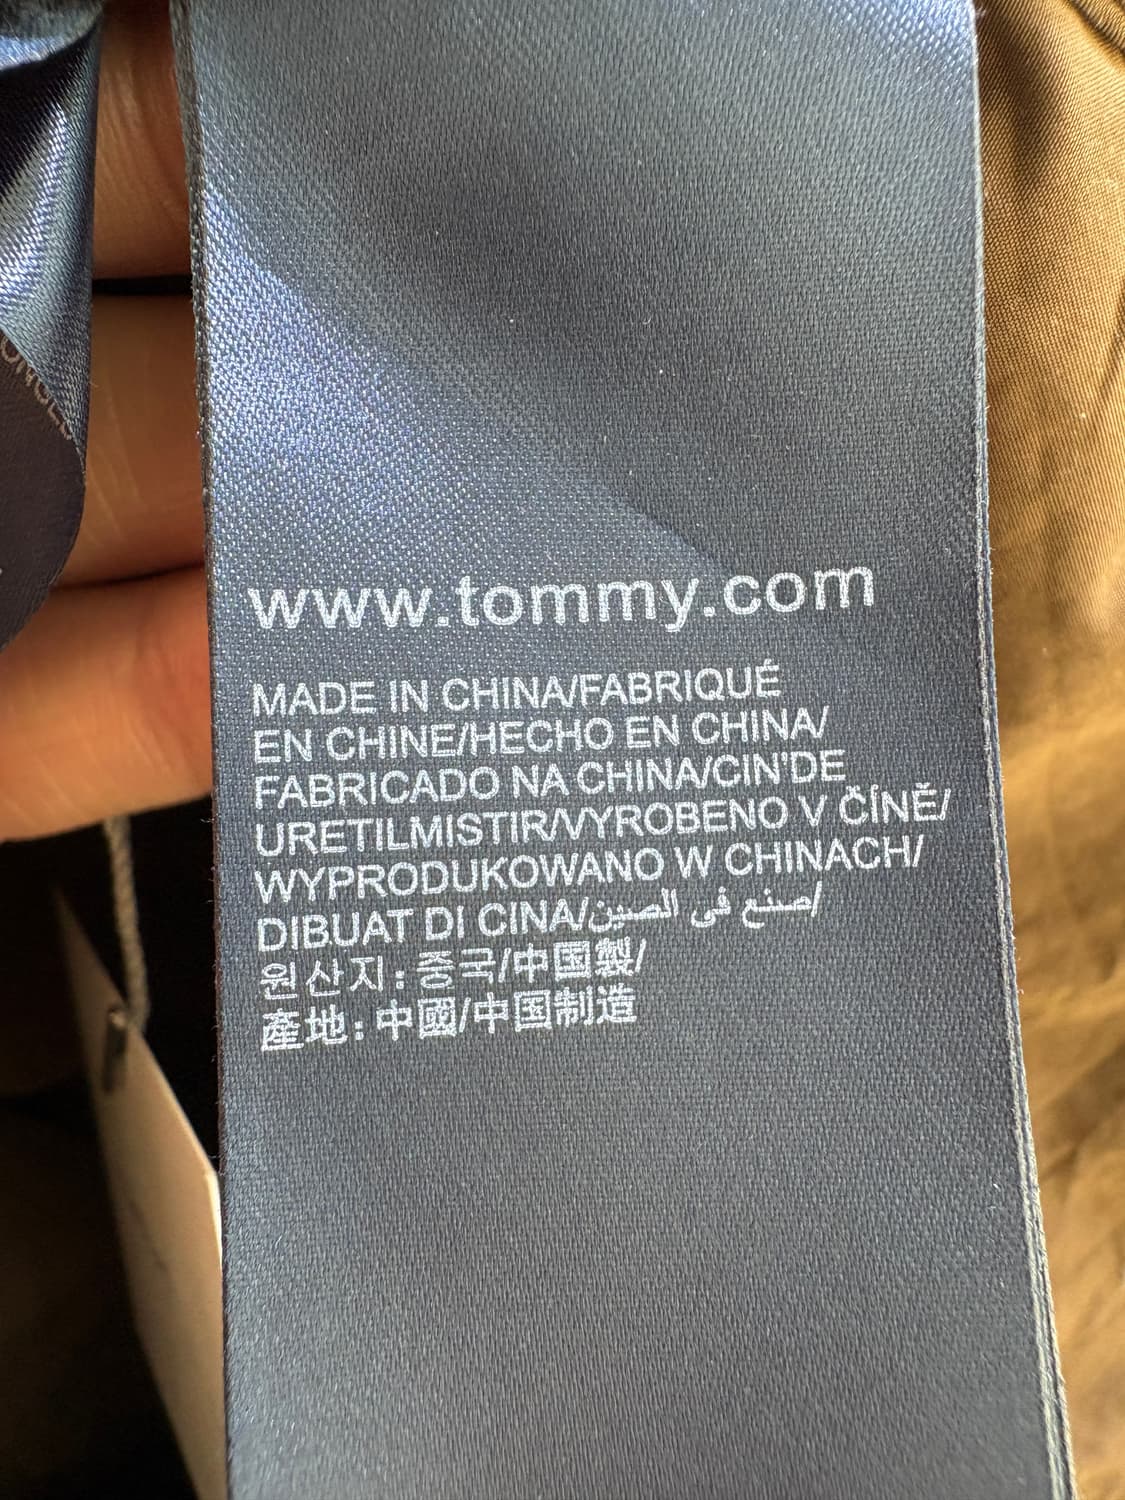 www.tommy.com
MADE IN CHINA/FABRIQUÉ
EN CHINE/HECHO EN CHINA/
FABRICADO NA CHINA/CIN'DE
URETILMISTIR/VYROBENO V ČÍNĚ/
WYPRODUKOWANO W CHINACH/
DIBUAT DI CINA/صنع في الصين/
원산지:중국/中国製/
產地:中國/中国制造